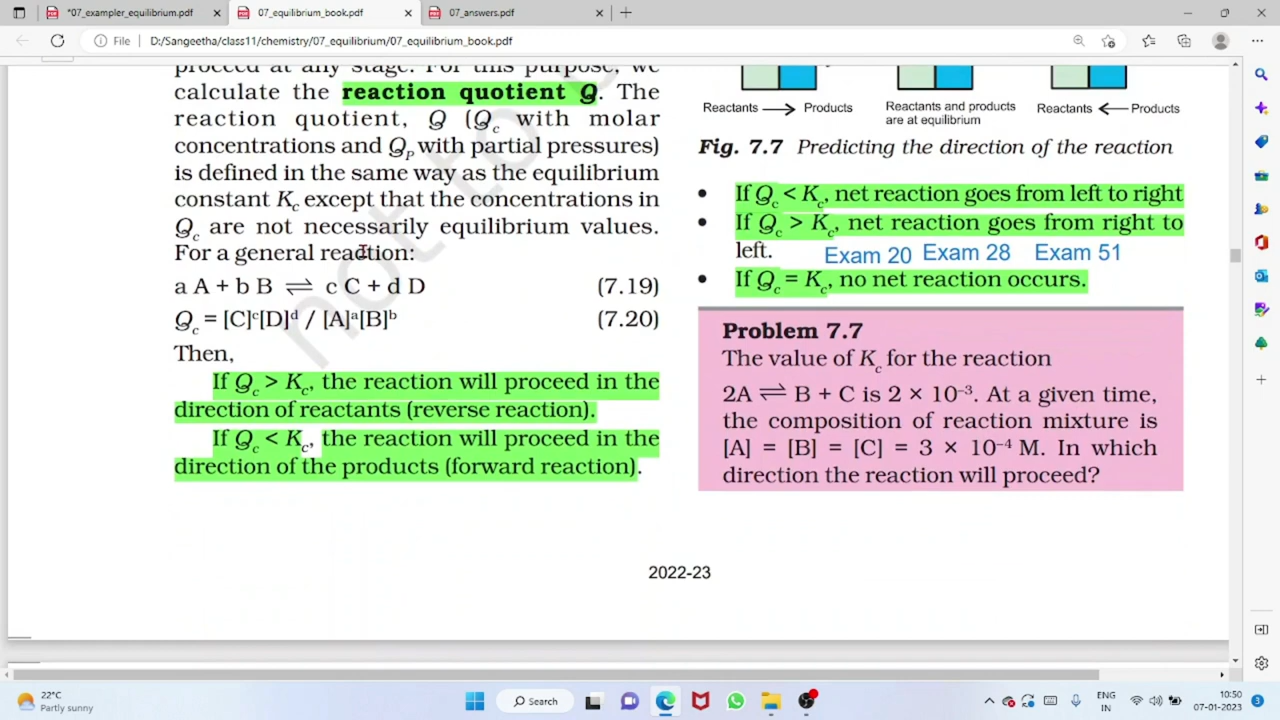 *07_exampler_equilibrium.pdf
07_equilibrium_book.pdf
07_answers.pdf
File
D:/Sangeetha/class11/chemistry/07_equilibrium/07_equilibrium_book.pdf
proceed at any stage. For this purpose, we
calculate the reaction quotient Q. The
reaction quotient, Q (Qc with molar
concentrations and QP with partial pressures)
is defined in the same way as the equilibrium
constant Kc except that the concentrations in
Qc are not necessarily equilibrium values.
For a general reaction:
a A + b B ⇌ c C + d D (7.19)
Qc = [C]ᶜ[D]ᵈ / [A]ᵃ[B]ᵇ (7.20)
Then,
If Qc > Kc, the reaction will proceed in the
direction of reactants (reverse reaction).
If Qc < Kc, the reaction will proceed in the
direction of the products (forward reaction).
Reactants → Products
Reactants and products
are at equilibrium
Reactants ← Products
Fig. 7.7 Predicting the direction of the reaction
• If Qc < Kc, net reaction goes from left to right
• If Qc > Kc, net reaction goes from right to
left.
Exam 20 Exam 28 Exam 51
• If Qc = Kc, no net reaction occurs.
Problem 7.7
The value of Kc for the reaction
2A ⇌ B + C is 2 × 10⁻³. At a given time,
the composition of reaction mixture is
[A] = [B] = [C] = 3 × 10⁻⁴ M. In which
direction the reaction will proceed?
not to
2022-23
22°C
Partly sunny
Search
ENG
IN
10:50
07-01-2023
3